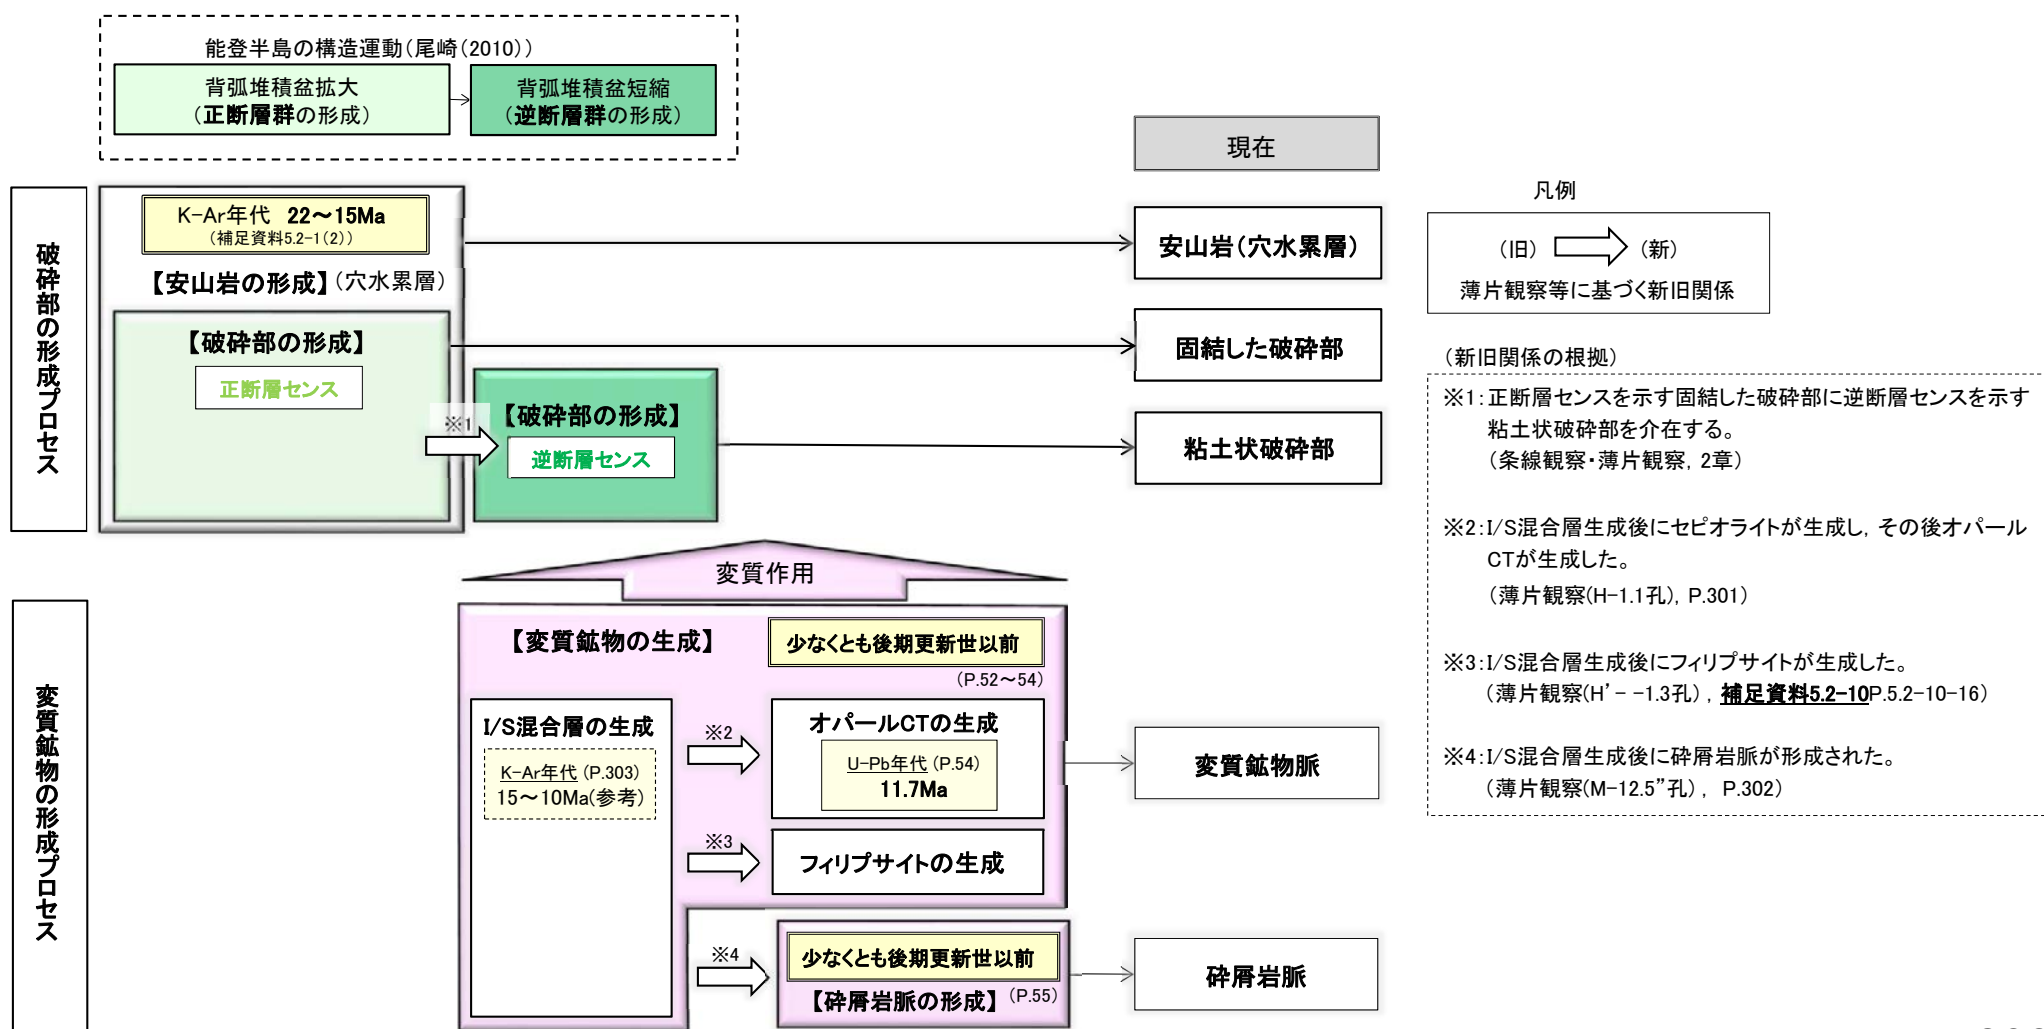 能登半島の構造運動(尾崎(2010))
背弧堆積盆拡大
(正断層群の形成)
背弧堆積盆短縮
(逆断層群の形成)
現在
破砕部の形成プロセス
K-Ar年代 22～15Ma
(補足資料5.2-1(2))
【安山岩の形成】(穴水累層)
【破砕部の形成】
正断層センス
※1
【破砕部の形成】
逆断層センス
安山岩(穴水累層)
固結した破砕部
粘土状破砕部
凡例
(旧) (新)
薄片観察等に基づく新旧関係
(新旧関係の根拠)
※1:正断層センスを示す固結した破砕部に逆断層センスを示す
粘土状破砕部を介在する。
(条線観察・薄片観察, 2章)
※2:I/S混合層生成後にセピオライトが生成し, その後オパール
CTが生成した。
(薄片観察(H-1.1孔), P.301)
※3:I/S混合層生成後にフィリプサイトが生成した。
(薄片観察(H'- -1.3孔), 補足資料5.2-10P.5.2-10-16)
※4:I/S混合層生成後に砕屑岩脈が形成された。
(薄片観察(M-12.5”孔), P.302)
変質作用
変質鉱物の形成プロセス
【変質鉱物の生成】
少なくとも後期更新世以前
(P.52～54)
I/S混合層の生成
K-Ar年代 (P.303)
15～10Ma(参考)
※2
オパールCTの生成
U-Pb年代 (P.54)
11.7Ma
※3
フィリプサイトの生成
※4
少なくとも後期更新世以前
【砕屑岩脈の形成】 (P.55)
変質鉱物脈
砕屑岩脈